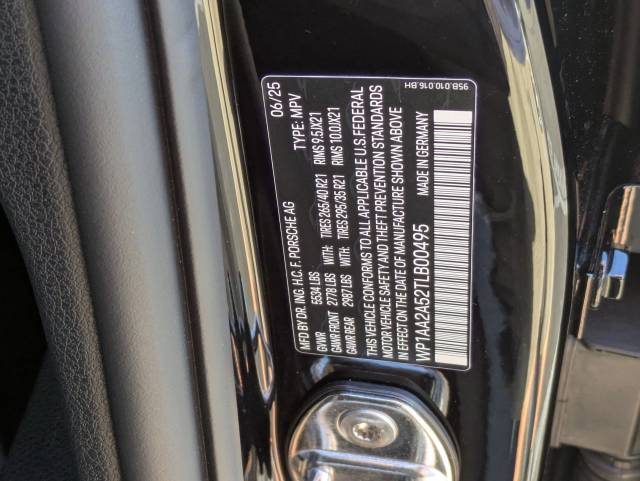 MFD BY DR. ING. H.C. F. PORSCHE AG 06/25
GVWR 5534 LBS TYPE: MPV
GAWR FRONT 2778 LBS WITH: TIRES 265/40 R21 RIMS 9.5JX21
GAWR REAR 2987 LBS WITH: TIRES 295/35 R21 RIMS 10.0JX21
THIS VEHICLE CONFORMS TO ALL APPLICABLE U.S. FEDERAL
MOTOR VEHICLE SAFETY AND THEFT PREVENTION STANDARDS
IN EFFECT ON THE DATE OF MANUFACTURE SHOWN ABOVE
WP1AA2A52TLB00495 MADE IN GERMANY
95B.010.016.BH